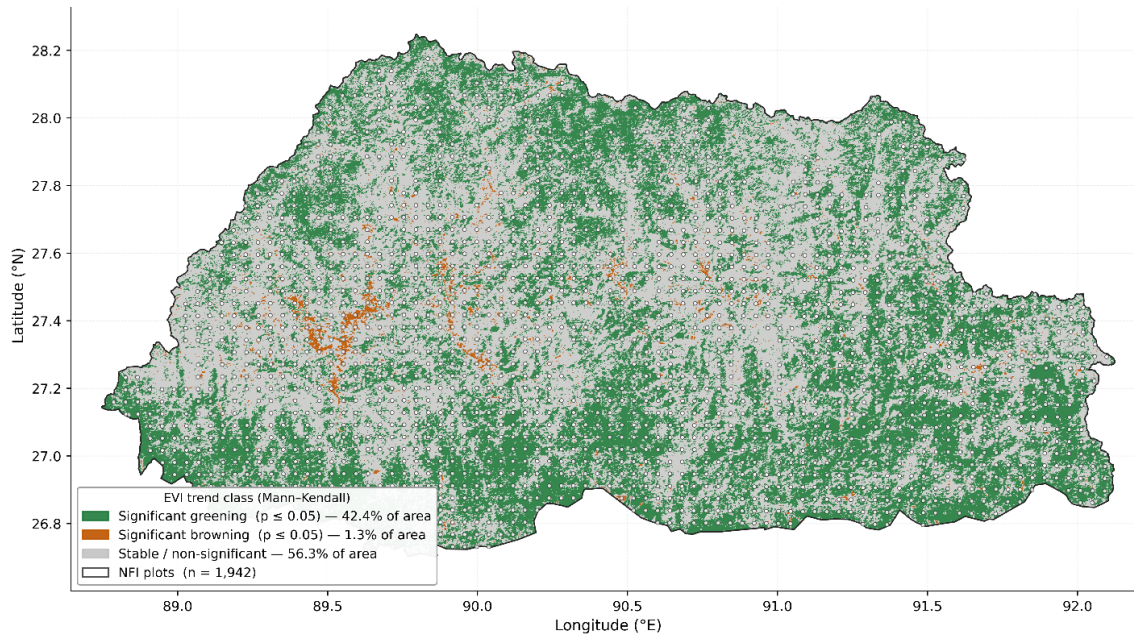 28.2
28.0
27.8
27.6
27.4
27.2
27.0
26.8
Latitude (°N)
EVI trend class (Mann–Kendall)
Significant greening (p ≤ 0.05) — 42.4% of area
Significant browning (p ≤ 0.05) — 1.3% of area
Stable / non-significant — 56.3% of area
NFI plots (n = 1,942)
89.0 89.5 90.0 90.5 91.0 91.5 92.0
Longitude (°E)